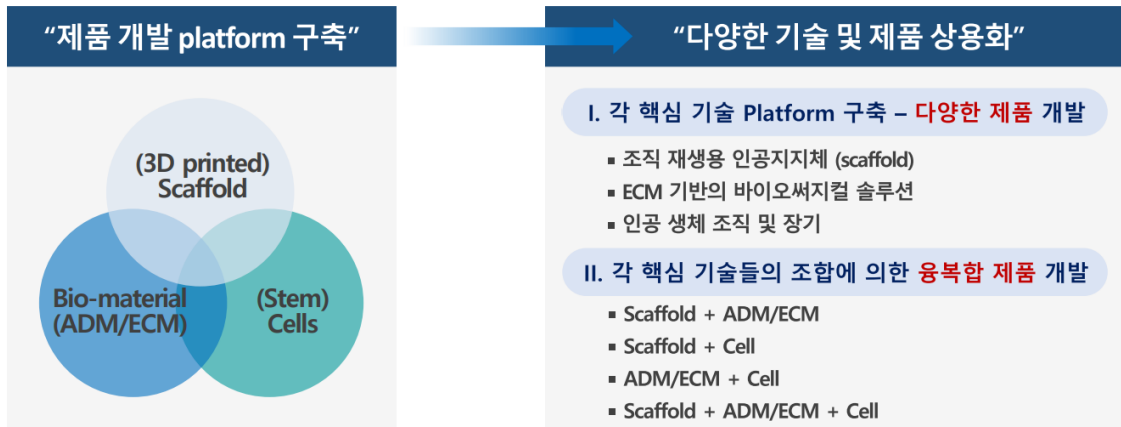 “제품 개발 platform 구축”
(3D printed)
Scaffold
Bio-material
(ADM/ECM)
(Stem)
Cells
“다양한 기술 및 제품 상용화”
I. 각 핵심 기술 Platform 구축 – 다양한 제품 개발
▪ 조직 재생용 인공지지체 (scaffold)
▪ ECM 기반의 바이오써지컬 솔루션
▪ 인공 생체 조직 및 장기
II. 각 핵심 기술들의 조합에 의한 융복합 제품 개발
▪ Scaffold + ADM/ECM
▪ Scaffold + Cell
▪ ADM/ECM + Cell
▪ Scaffold + ADM/ECM + Cell